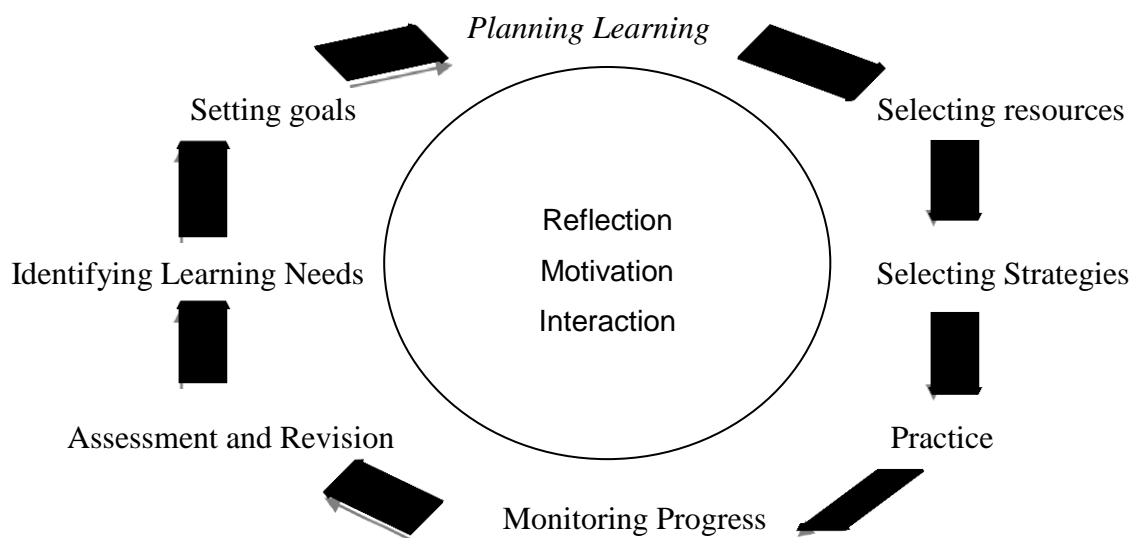 Planning Learning
Setting goals
Selecting resources
Reflection
Identifying Learning Needs
Motivation
Selecting Strategies
Interaction
Assessment and Revision
Practice
Monitoring Progress